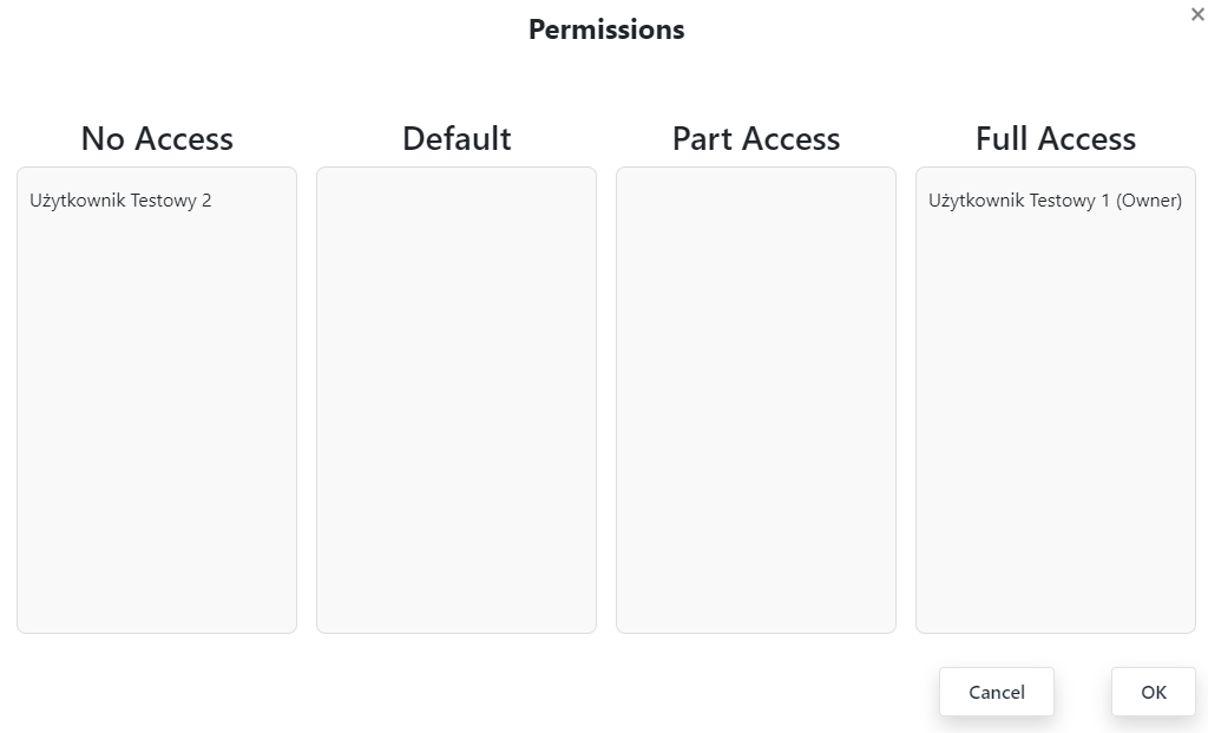 Permissions
×
No Access
Default
Part Access
Full Access
Użytkownik Testowy 2
Użytkownik Testowy 1 (Owner)
Cancel
OK